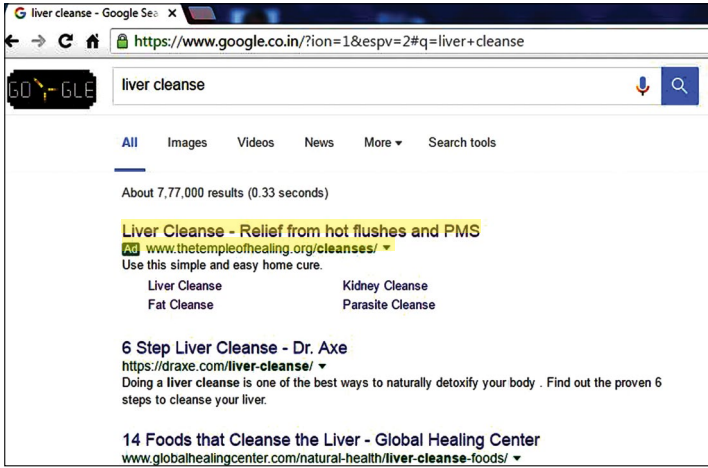 liver cleanse - Google Sea
https://www.google.co.in/?ion=1&espv=2#q=liver+cleanse
GO GLE
liver cleanse
All Images Videos News More Search tools
About 7,77,000 results (0.33 seconds)
Liver Cleanse - Relief from hot flushes and PMS
Ad www.thetempleofhealing.org/cleanses/
Use this simple and easy home cure.
Liver Cleanse Kidney Cleanse
Fat Cleanse Parasite Cleanse
6 Step Liver Cleanse - Dr. Axe
https://draxe.com/liver-cleanse/
Doing a liver cleanse is one of the best ways to naturally detoxify your body . Find out the proven 6
steps to cleanse your liver.
14 Foods that Cleanse the Liver - Global Healing Center
www.globalhealingcenter.com/natural-health/liver-cleanse-foods/